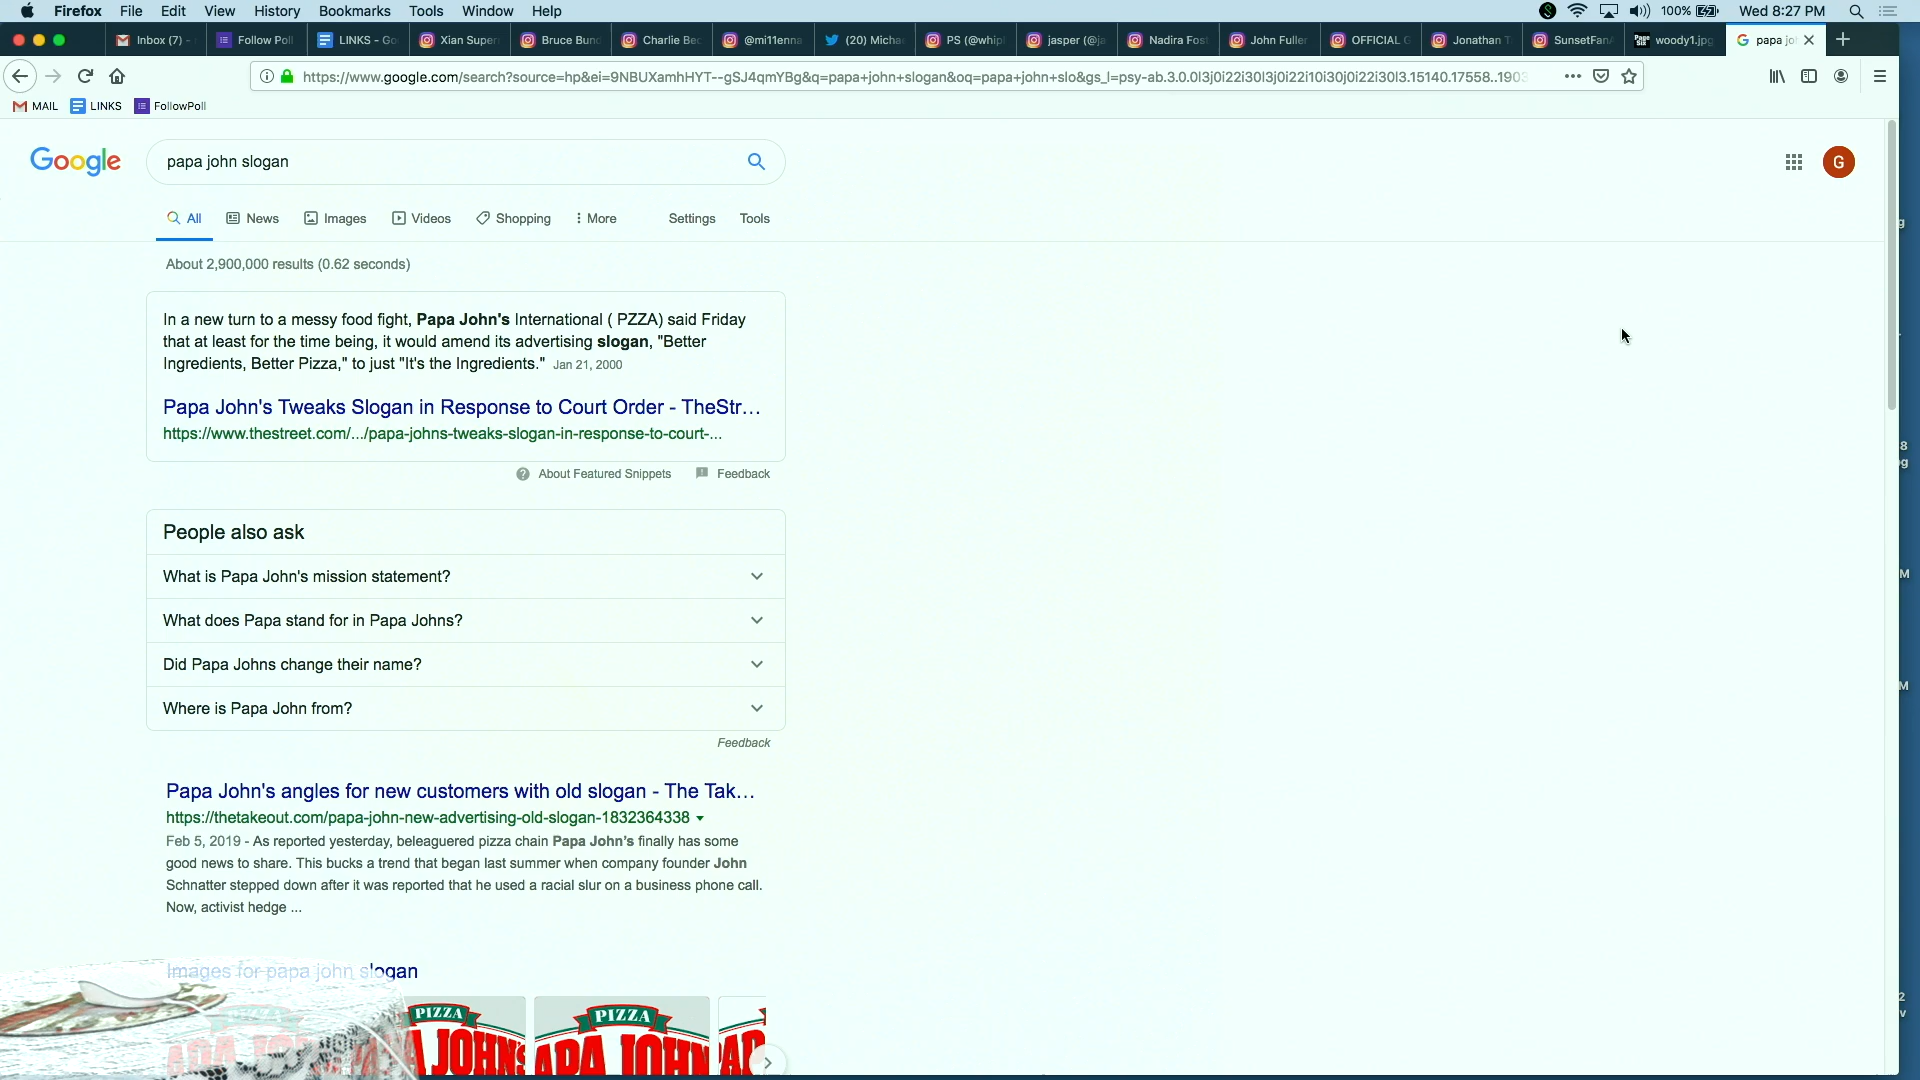 Firefox File Edit View History Bookmarks Tools Window Help
100% Wed 8:27 PM
Inbox (7) -
Follow Poll
LINKS - Go
Xian Super
Bruce Bun
Charlie Be
@mi11enna
(20) Micha
PS (@whip
jasper (@ja
Nadira Fost
John Fuller
OFFICIAL G
Jonathan T
SunsetFan
woody1.jpg
papa jo
https://www.google.com/search?source=hp&ei=9NBUXamhHYT--gSJ4qmYBg&q=papa+john+slogan&oq=papa+john+slo&gs_l=psy-ab.3.0.0l3j0i22i30l3j0i22i10i30j0i22i30l3.15140.17558..1903
MAIL LINKS FollowPoll
Google
papa john slogan
G
All News Images Videos Shopping More Settings Tools
About 2,900,000 results (0.62 seconds)
In a new turn to a messy food fight, Papa John's International ( PZZA) said Friday
that at least for the time being, it would amend its advertising slogan, "Better
Ingredients, Better Pizza," to just "It's the Ingredients." Jan 21, 2000
Papa John's Tweaks Slogan in Response to Court Order - TheStr...
https://www.thestreet.com/.../papa-johns-tweaks-slogan-in-response-to-court-...
About Featured Snippets Feedback
People also ask
What is Papa John's mission statement?
What does Papa stand for in Papa Johns?
Did Papa Johns change their name?
Where is Papa John from?
Feedback
Papa John's angles for new customers with old slogan - The Tak...
https://thetakeout.com/papa-john-new-advertising-old-slogan-1832364338
Feb 5, 2019 - As reported yesterday, beleaguered pizza chain Papa John's finally has some
good news to share. This bucks a trend that began last summer when company founder John
Schnatter stepped down after it was reported that he used a racial slur on a business phone call.
Now, activist hedge ...
Images for papa john slogan
PIZZA
PIZZA
PIZZA
APA JO
A JOHN'S
APA JOHN
PAP